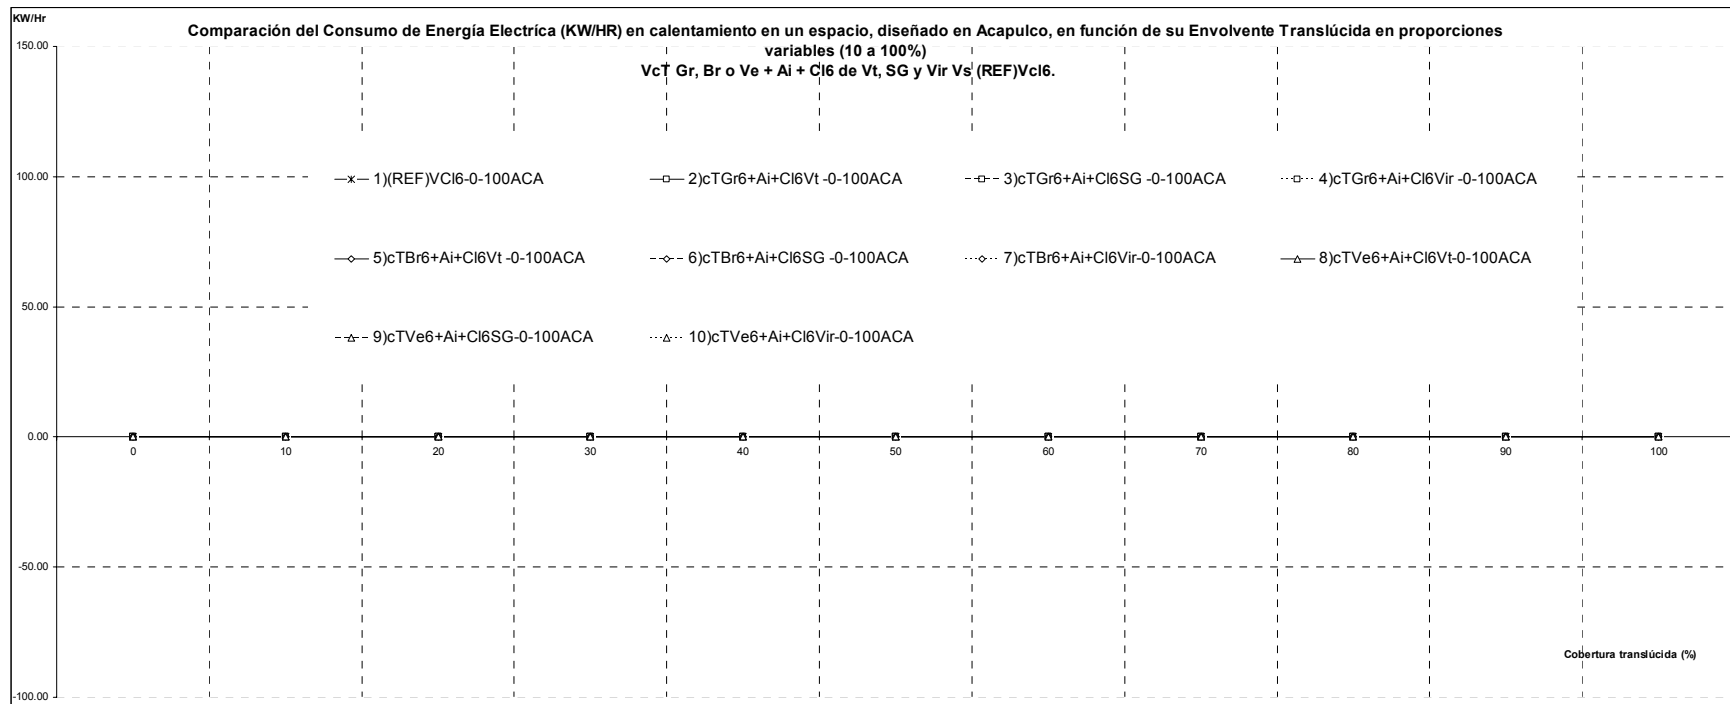 KW/Hr
Comparación del Consumo de Energía Electríca (KW/HR) en calentamiento en un espacio, diseñado en Acapulco, en función de su Envolvente Translúcida en proporciones
variables (10 a 100%)
VcT Gr, Br o Ve + Ai + Cl6 de Vt, SG y Vir Vs (REF)Vcl6.
150.00
100.00
1)(REF)VCl6-0-100ACA 2)cTGr6+Ai+Cl6Vt -0-100ACA 3)cTGr6+Ai+Cl6SG -0-100ACA 4)cTGr6+Ai+Cl6Vir -0-100ACA
5)cTBr6+Ai+Cl6Vt -0-100ACA 6)cTBr6+Ai+Cl6SG -0-100ACA 7)cTBr6+Ai+Cl6Vir-0-100ACA 8)cTVe6+Ai+Cl6Vt-0-100ACA
50.00
9)cTVe6+Ai+Cl6SG-0-100ACA 10)cTVe6+Ai+Cl6Vir-0-100ACA
0.00
0 10 20 30 40 50 60 70 80 90 100
-50.00
Cobertura translúcida (%)
-100.00